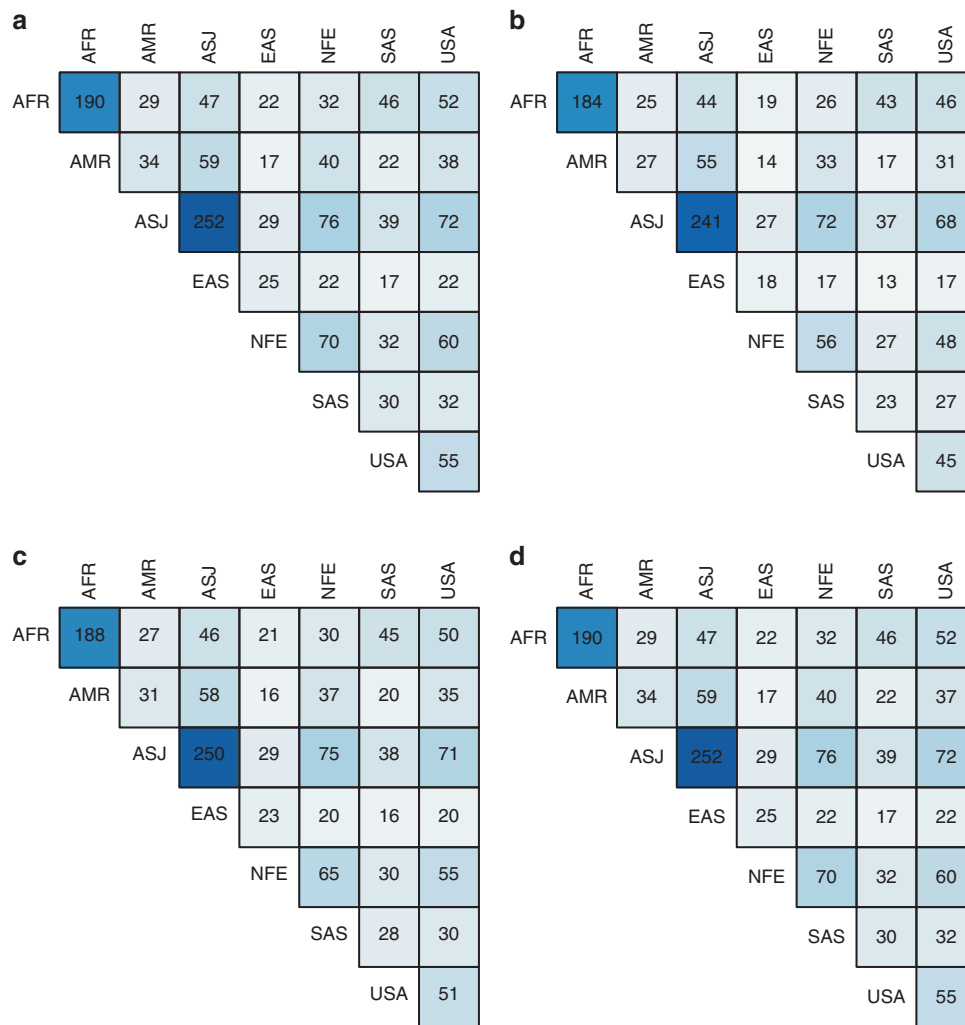 a
AFR AMR ASJ EAS NFE SAS USA
AFR 190 29 47 22 32 46 52
AMR 34 59 17 40 22 38
ASJ 252 29 76 39 72
EAS 25 22 17 22
NFE 70 32 60
SAS 30 32
USA 55
b
AFR AMR ASJ EAS NFE SAS USA
AFR 184 25 44 19 26 43 46
AMR 27 55 14 33 17 31
ASJ 241 27 72 37 68
EAS 18 17 13 17
NFE 56 27 48
SAS 23 27
USA 45
c
AFR AMR ASJ EAS NFE SAS USA
AFR 188 27 46 21 30 45 50
AMR 31 58 16 37 20 35
ASJ 250 29 75 38 71
EAS 23 20 16 20
NFE 65 30 55
SAS 28 30
USA 51
d
AFR AMR ASJ EAS NFE SAS USA
AFR 190 29 47 22 32 46 52
AMR 34 59 17 40 22 37
ASJ 252 29 76 39 72
EAS 25 22 17 22
NFE 70 32 60
SAS 30 32
USA 55